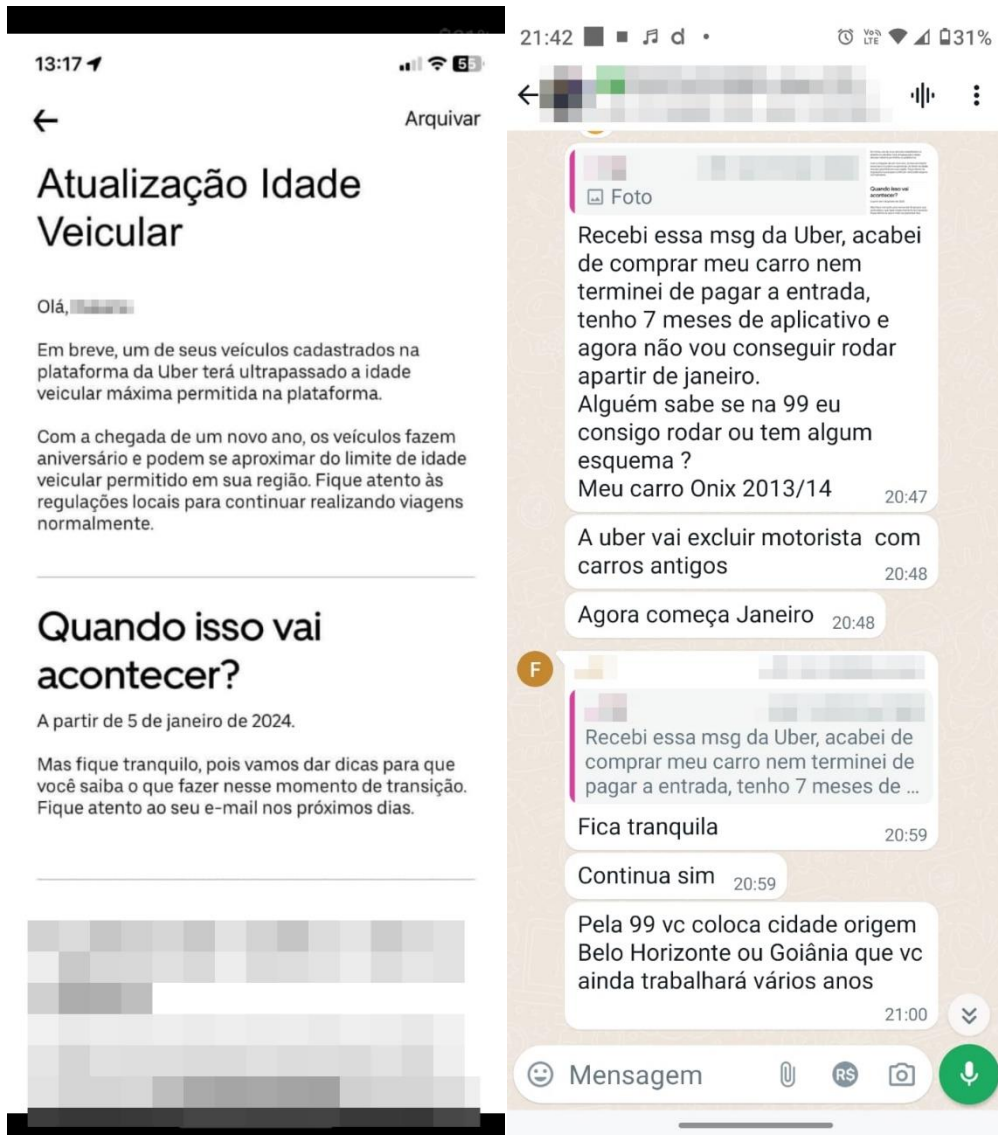 13:17
55
Arquivar
Atualização Idade
Veicular
Olá,
Em breve, um de seus veículos cadastrados na
plataforma da Uber terá ultrapassado a idade
veicular máxima permitida na plataforma.
Com a chegada de um novo ano, os veículos fazem
aniversário e podem se aproximar do limite de idade
veicular permitido em sua região. Fique atento às
regulações locais para continuar realizando viagens
normalmente.
Quando isso vai
acontecer?
A partir de 5 de janeiro de 2024.
Mas fique tranquilo, pois vamos dar dicas para que
você saiba o que fazer nesse momento de transição.
Fique atento ao seu e-mail nos próximos dias.
21:42
31%
Foto
Quando isso vai
acontecer?
Recebi essa msg da Uber, acabei
de comprar meu carro nem
terminei de pagar a entrada,
tenho 7 meses de aplicativo e
agora não vou conseguir rodar
apartir de janeiro.
Alguém sabe se na 99 eu
consigo rodar ou tem algum
esquema ?
Meu carro Onix 2013/14
20:47
A uber vai excluir motorista com
carros antigos
20:48
Agora começa Janeiro
20:48
F
Recebi essa msg da Uber, acabei de
comprar meu carro nem terminei de
pagar a entrada, tenho 7 meses de ...
Fica tranquila
20:59
Continua sim
20:59
Pela 99 vc coloca cidade origem
Belo Horizonte ou Goiânia que vc
ainda trabalhará vários anos
21:00
Mensagem
R$